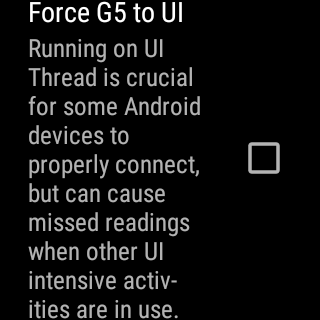 Force G5 to UI
Running on UI
Thread is crucial
for some Android
devices to
properly connect,
but can cause
missed readings
when other UI
intensive activ-
ities are in use.